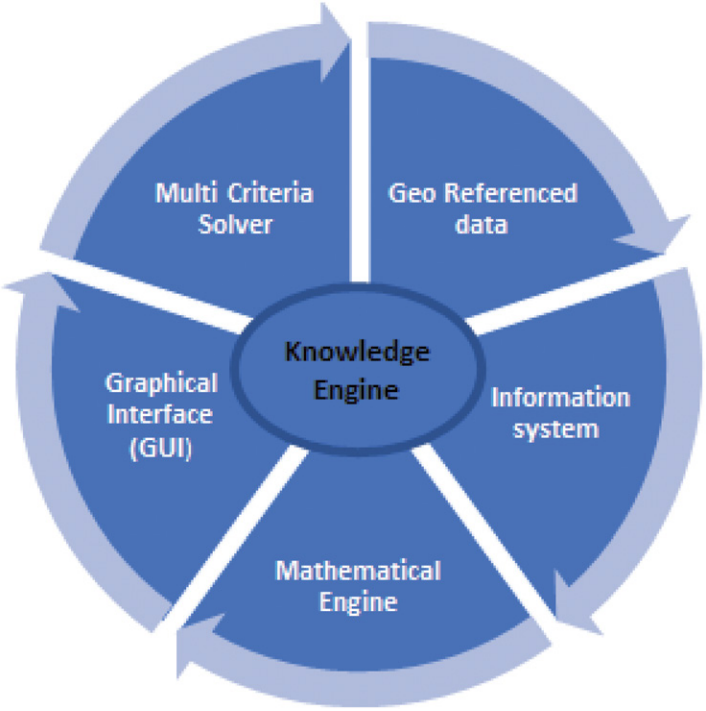 Multi Criteria
Solver
Geo Referenced
data
Knowledge
Engine
Graphical
Interface
(GUI)
Information
system
Mathematical
Engine